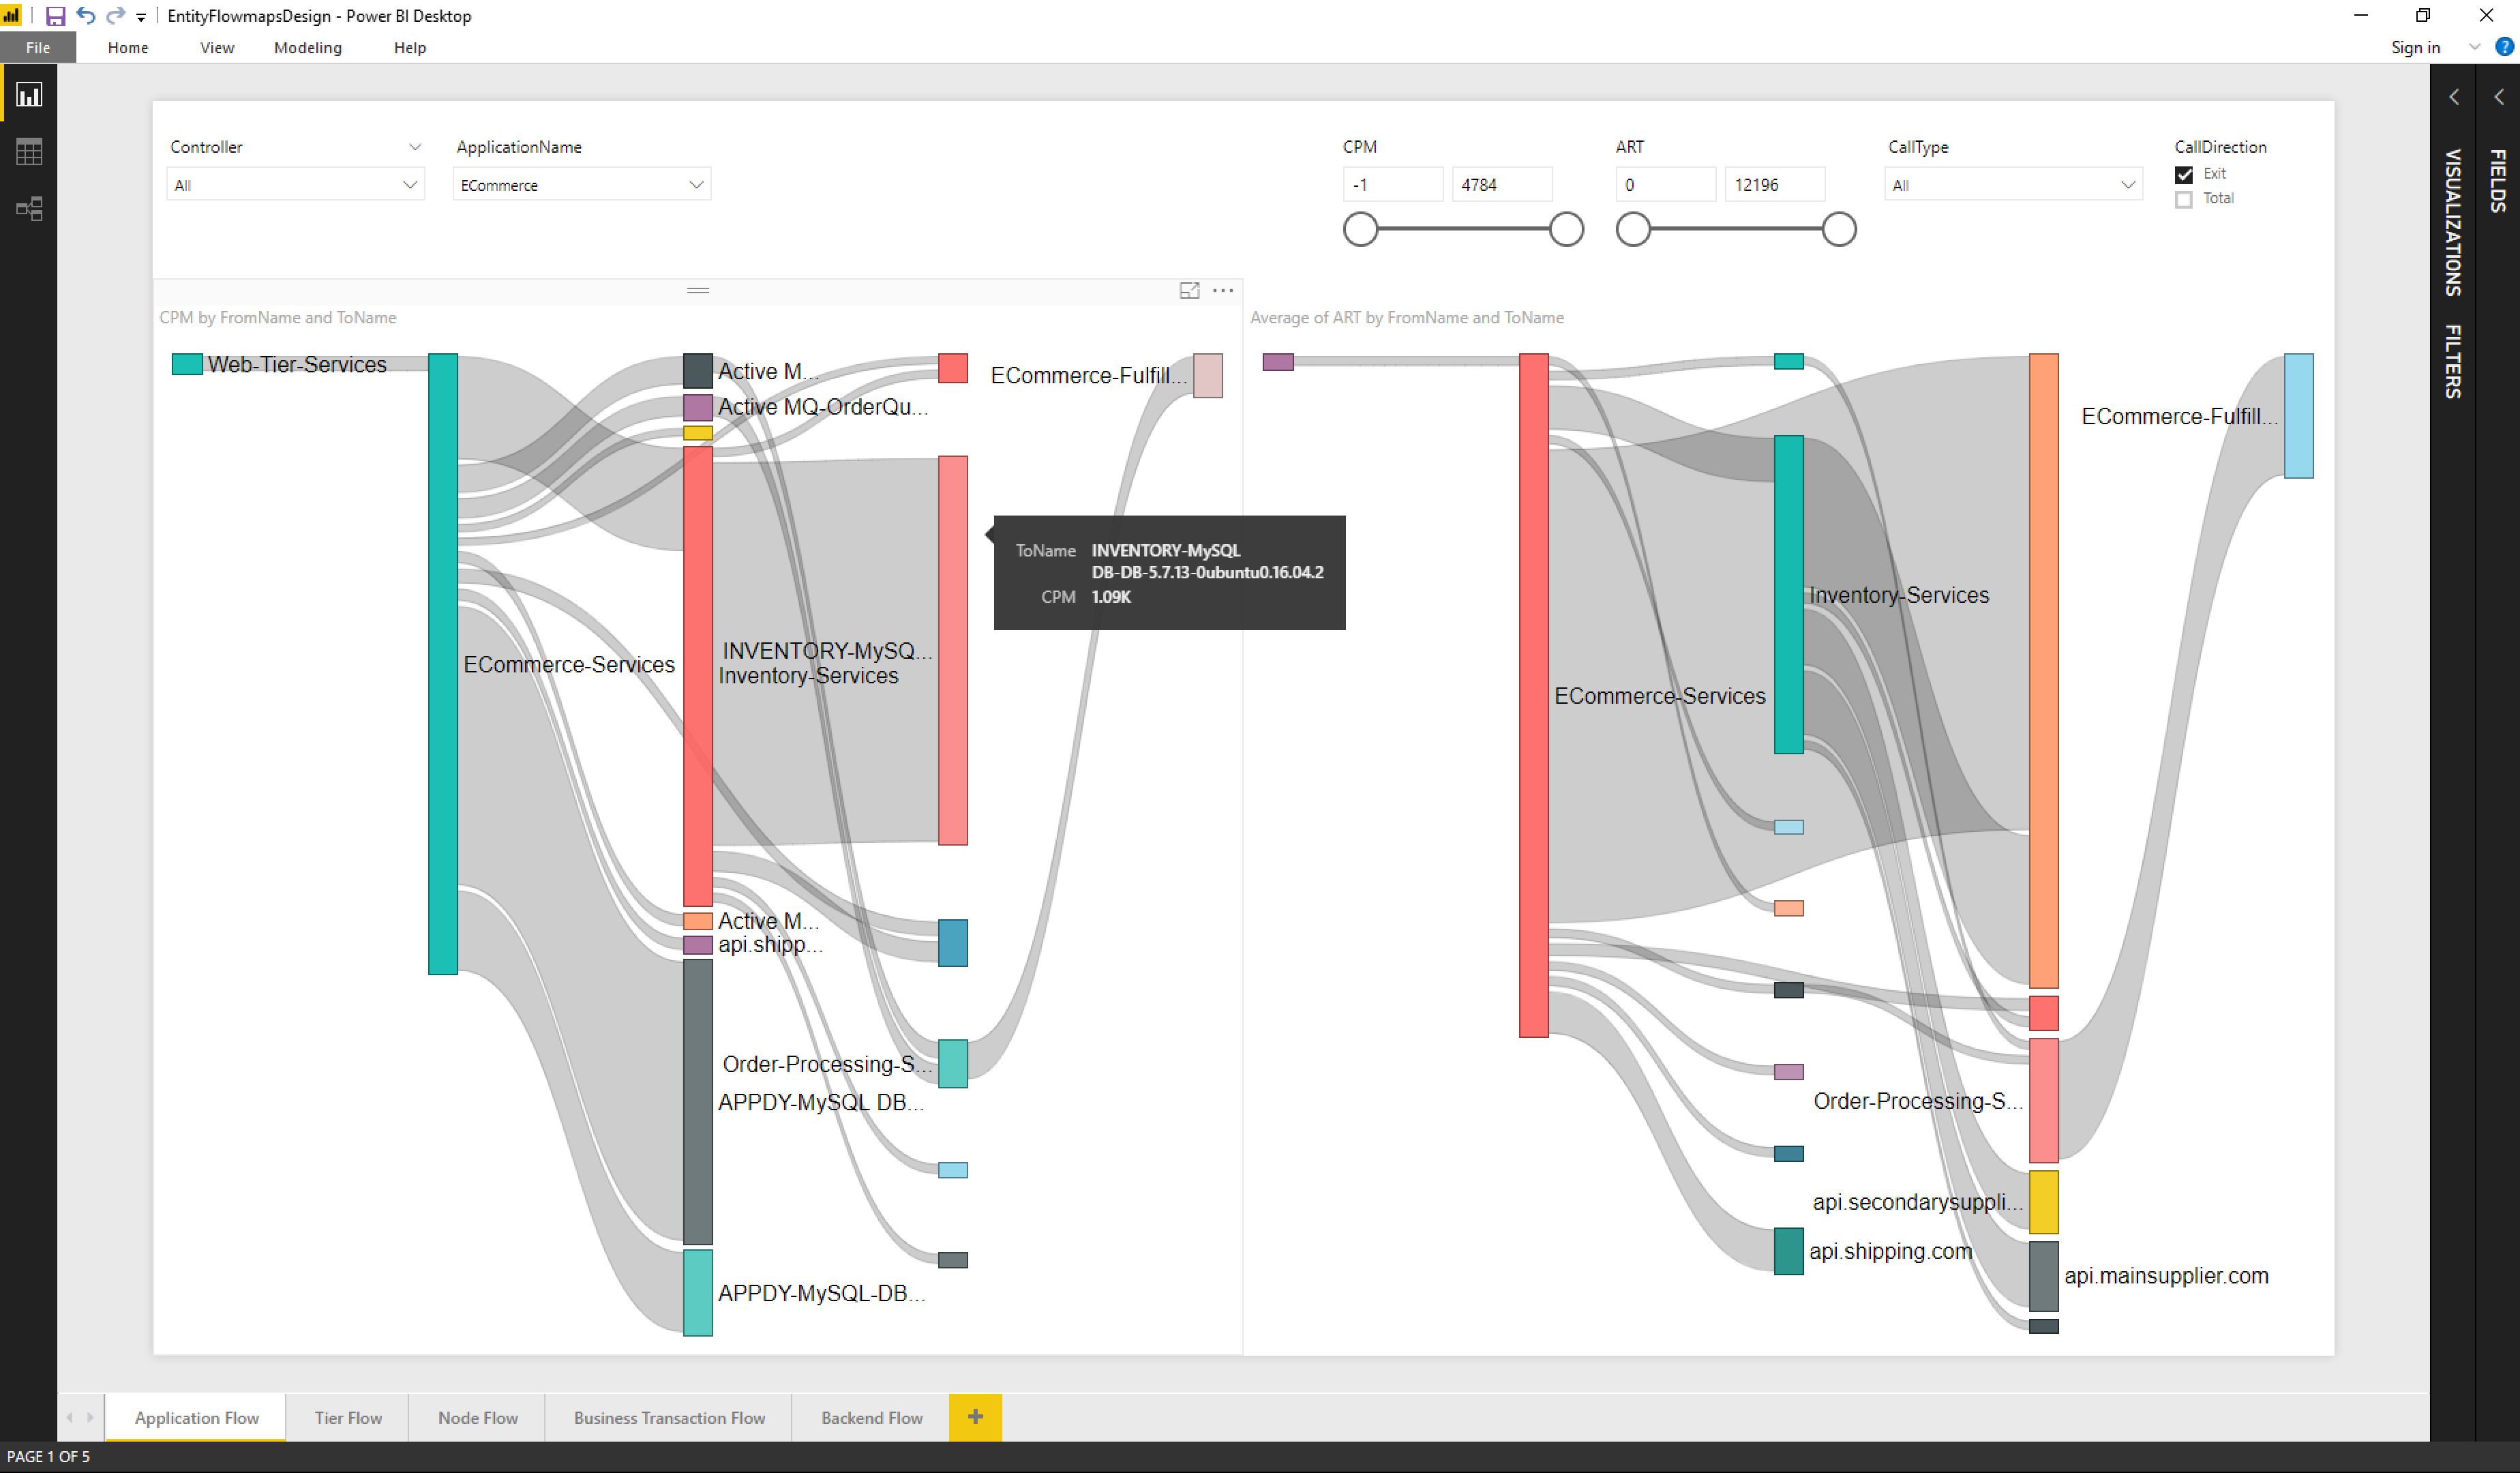 EntityFlowmapsDesign - Power BI Desktop
File Home View Modeling Help
Sign in
?
Controller
All
ApplicationName
ECommerce
CPM
-1 4784
ART
0 12196
CallType
All
CallDirection
Exit
Total
VISUALIZATIONS
FILTERS
FIELDS
CPM by FromName and ToName
Web-Tier-Services
ECommerce-Services
Active M...
Active MQ-OrderQu...
INVENTORY-MySQ...
Inventory-Services
Active M...
api.shipp...
Order-Processing-S...
APPDY-MySQL DB...
APPDY-MySQL-DB...
ECommerce-Fulfill...
ToName INVENTORY-MySQL
DB-DB-5.7.13-0ubuntu0.16.04.2
CPM 1.09K
Average of ART by FromName and ToName
ECommerce-Services
Inventory-Services
ECommerce-Fulfill...
Order-Processing-S...
api.secondarysuppli...
api.shipping.com
api.mainsupplier.com
Application Flow Tier Flow Node Flow Business Transaction Flow Backend Flow +
PAGE 1 OF 5